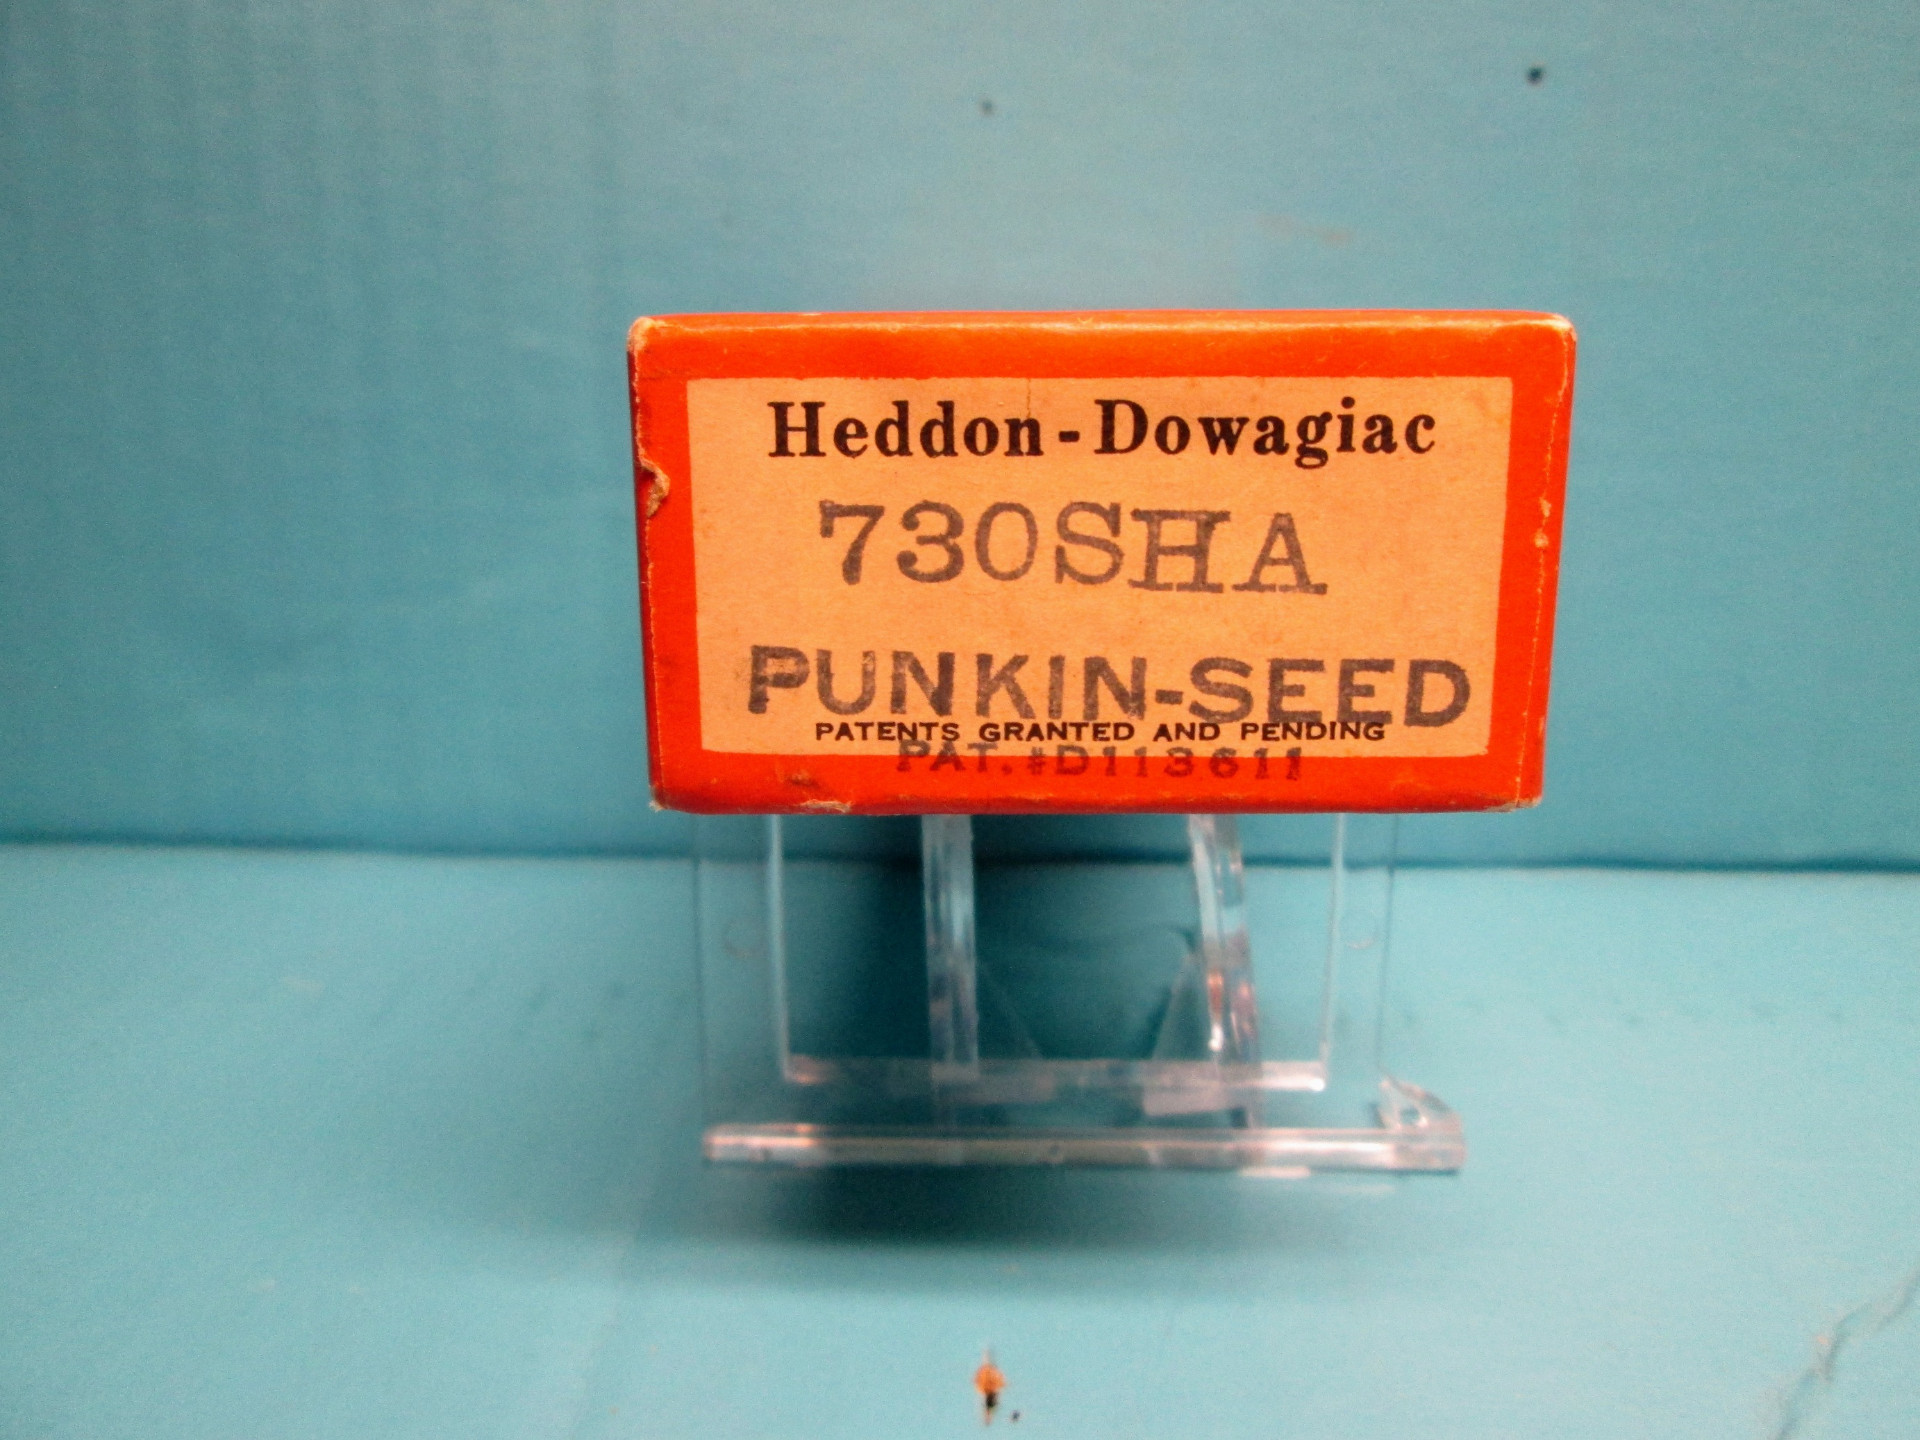 Heddon-Dowagiac
730SHA
PUNKIN-SEED
PATENTS GRANTED AND PENDING
PAT. #D113611